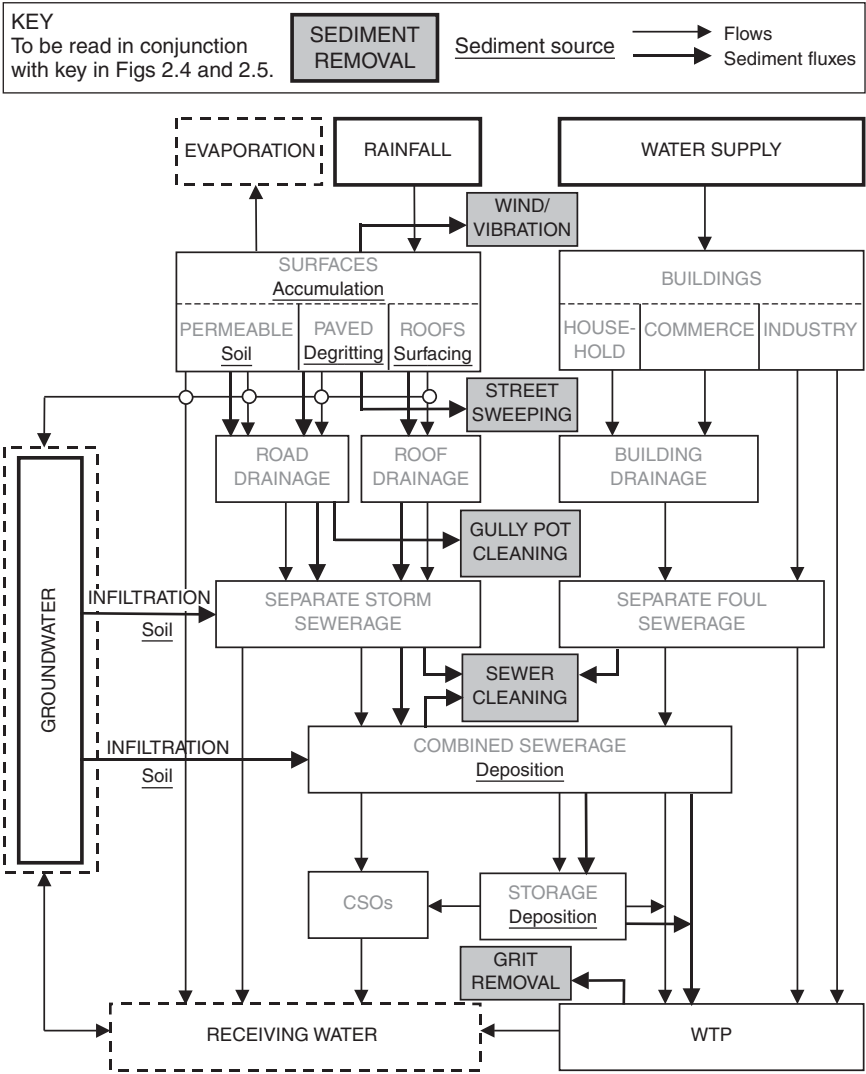 KEY
To be read in conjunction
with key in Figs 2.4 and 2.5.
SEDIMENT
REMOVAL
Sediment source
Flows
Sediment fluxes
EVAPORATION
RAINFALL
WATER SUPPLY
WIND/
VIBRATION
SURFACES
Accumulation
BUILDINGS
PERMEABLE
Soil
PAVED
Degritting
ROOFS
Surfacing
HOUSE-
HOLD
COMMERCE
INDUSTRY
STREET
SWEEPING
ROAD
DRAINAGE
ROOF
DRAINAGE
BUILDING
DRAINAGE
GULLY POT
CLEANING
GROUNDWATER
INFILTRATION
Soil
SEPARATE STORM
SEWERAGE
SEPARATE FOUL
SEWERAGE
SEWER
CLEANING
INFILTRATION
Soil
COMBINED SEWERAGE
Deposition
CSOs
STORAGE
Deposition
GRIT
REMOVAL
RECEIVING WATER
WTP